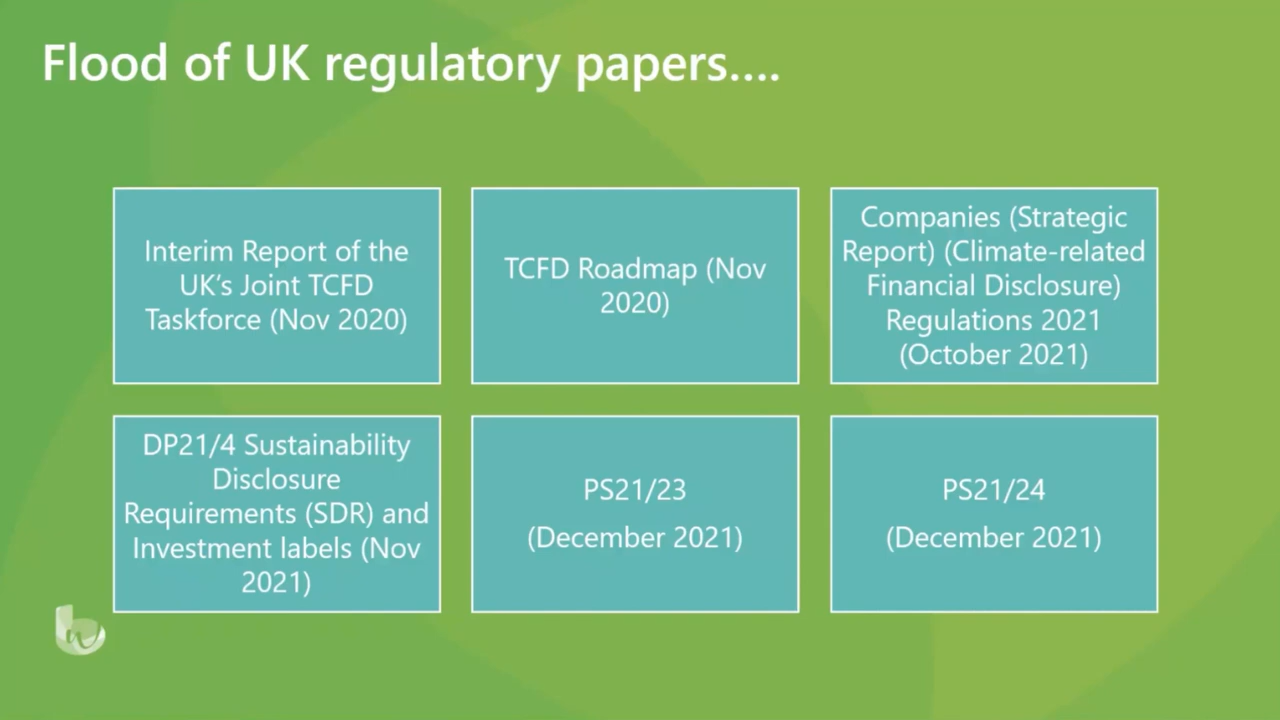 Flood of UK regulatory papers....
Interim Report of the
UK's Joint TCFD
Taskforce (Nov 2020)
TCFD Roadmap (Nov
2020)
Companies (Strategic
Report) (Climate-related
Financial Disclosure)
Regulations 2021
(October 2021)
DP21/4 Sustainability
Disclosure
Requirements (SDR) and
Investment labels (Nov
2021)
PS21/23
(December 2021)
PS21/24
(December 2021)